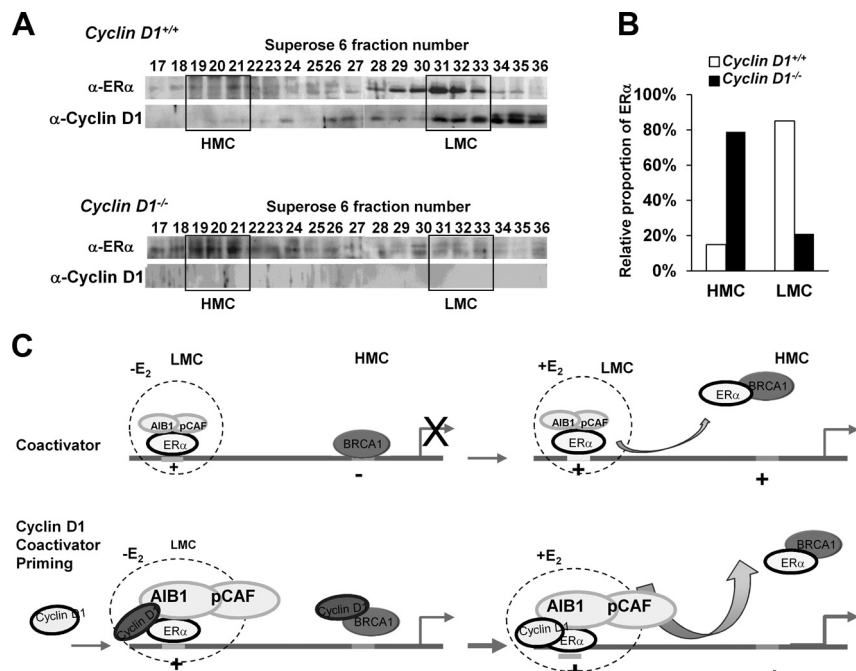 A
Cyclin D1+/+
Superose 6 fraction number
17 18 19 20 21 22 23 24 25 26 27 28 29 30 31 32 33 34 35 36
α-ERα
α-Cyclin D1
HMC LMC
Cyclin D1-/-
Superose 6 fraction number
17 18 19 20 21 22 23 24 25 26 27 28 29 30 31 32 33 34 35 36
α-ERα
α-Cyclin D1
HMC LMC
B
Cyclin D1+/+
Cyclin D1-/-
Relative proportion of ERα
100%
80%
60%
40%
20%
0%
HMC LMC
C
-E2 LMC HMC +E2 LMC HMC
AIB1 pCAF
ERα
+
BRCA1
-
X
AIB1 pCAF
ERα
+
ERα BRCA1
+
Coactivator
Cyclin D1
Coactivator
Priming
-E2 LMC +E2
Cyclin D1
AIB1 pCAF
Cyclin D1
ERα
+
Cyclin D1
BRCA1
AIB1 pCAF
Cyclin D1
ERα
+
BRCA1
ERα